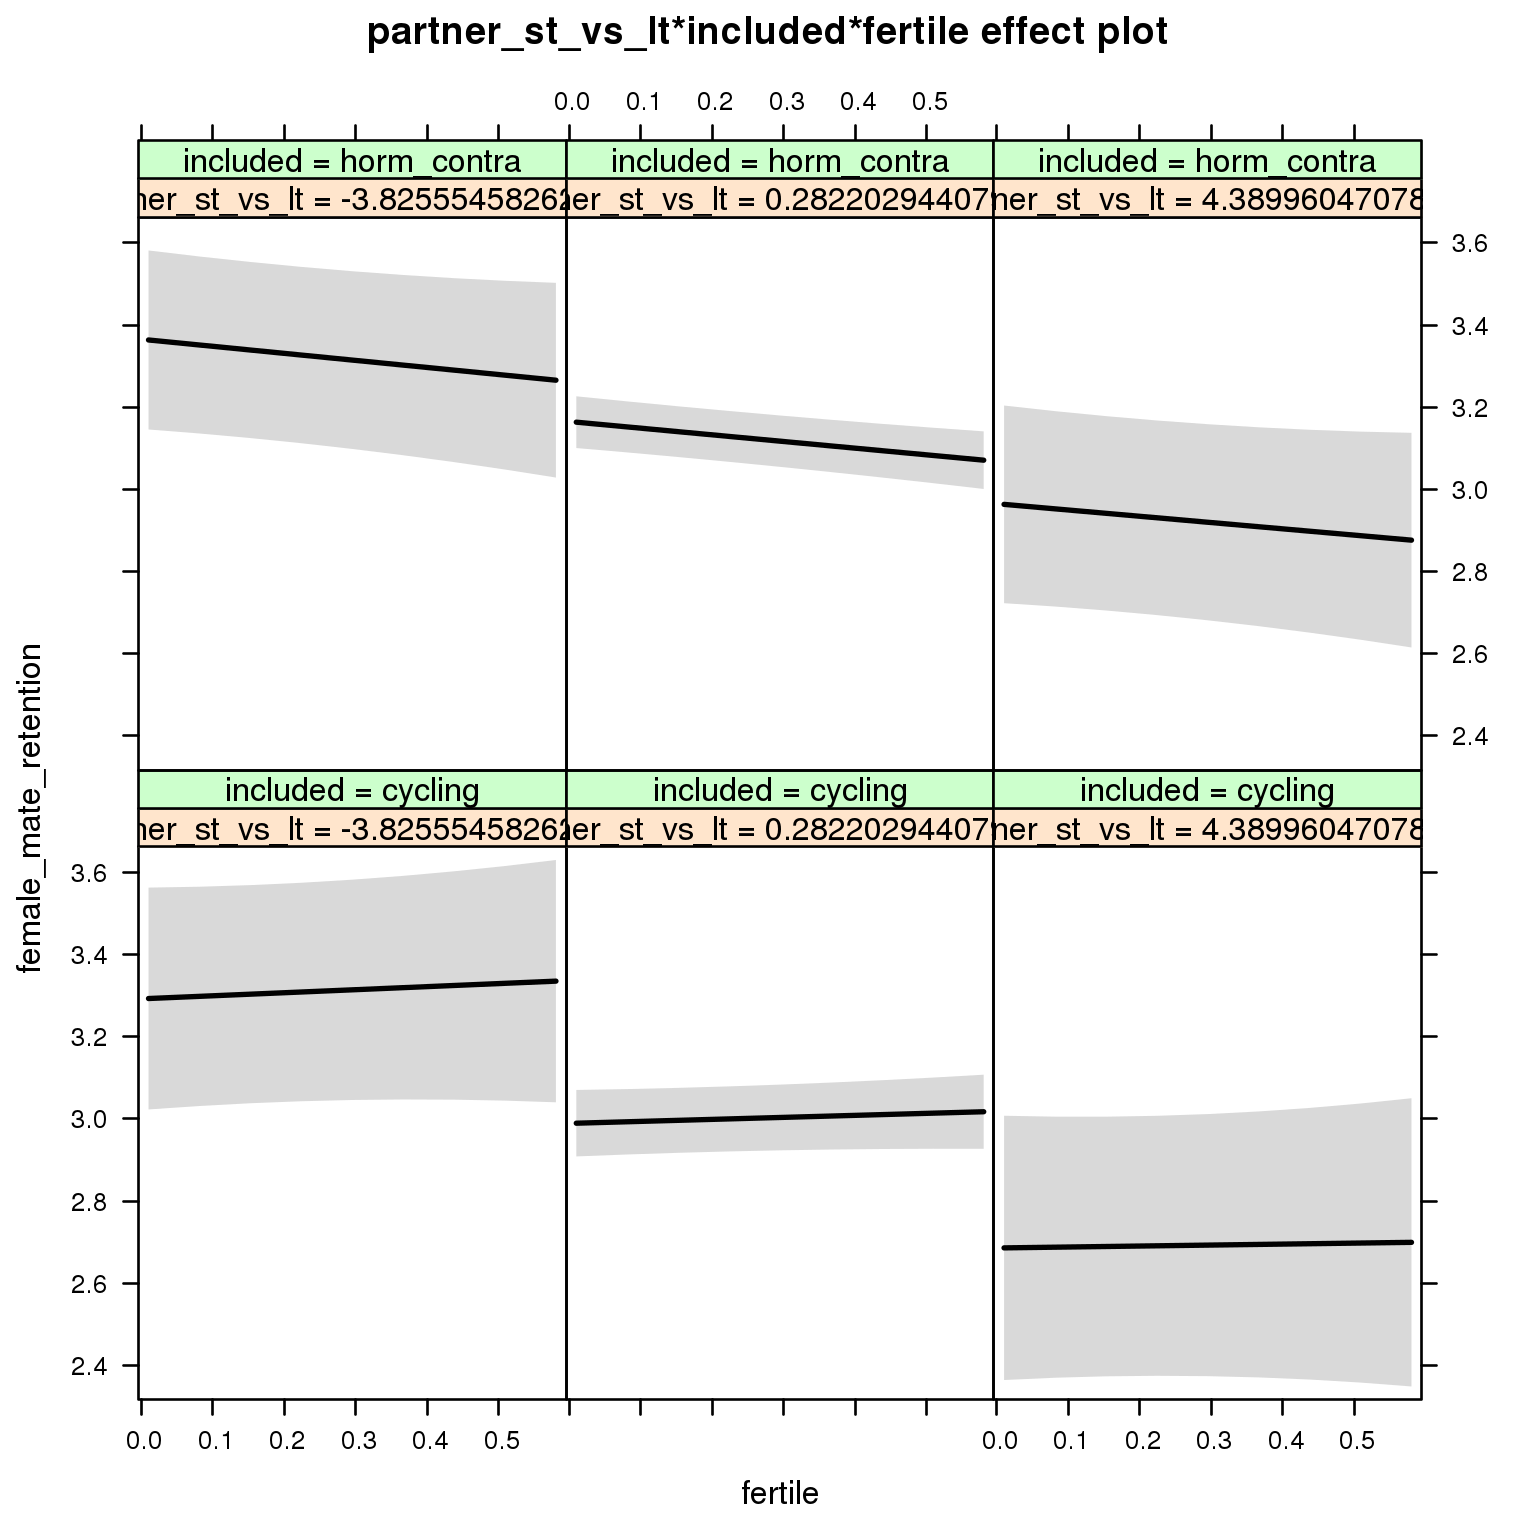 partner_st_vs_lt*included*fertile effect plot
0.0 0.1 0.2 0.3 0.4 0.5
included = horm_contra included = horm_contra included = horm_contra
ner_st_vs_lt = -3.82555458262 ner_st_vs_lt = 0.28220294407 ner_st_vs_lt = 4.38996047078
3.6
3.4
3.2
3.0
2.8
2.6
2.4
female_mate_retention
included = cycling included = cycling included = cycling
ner_st_vs_lt = -3.82555458262 ner_st_vs_lt = 0.28220294407 ner_st_vs_lt = 4.38996047078
3.6
3.4
3.2
3.0
2.8
2.6
2.4
0.0 0.1 0.2 0.3 0.4 0.5 0.0 0.1 0.2 0.3 0.4 0.5
fertile